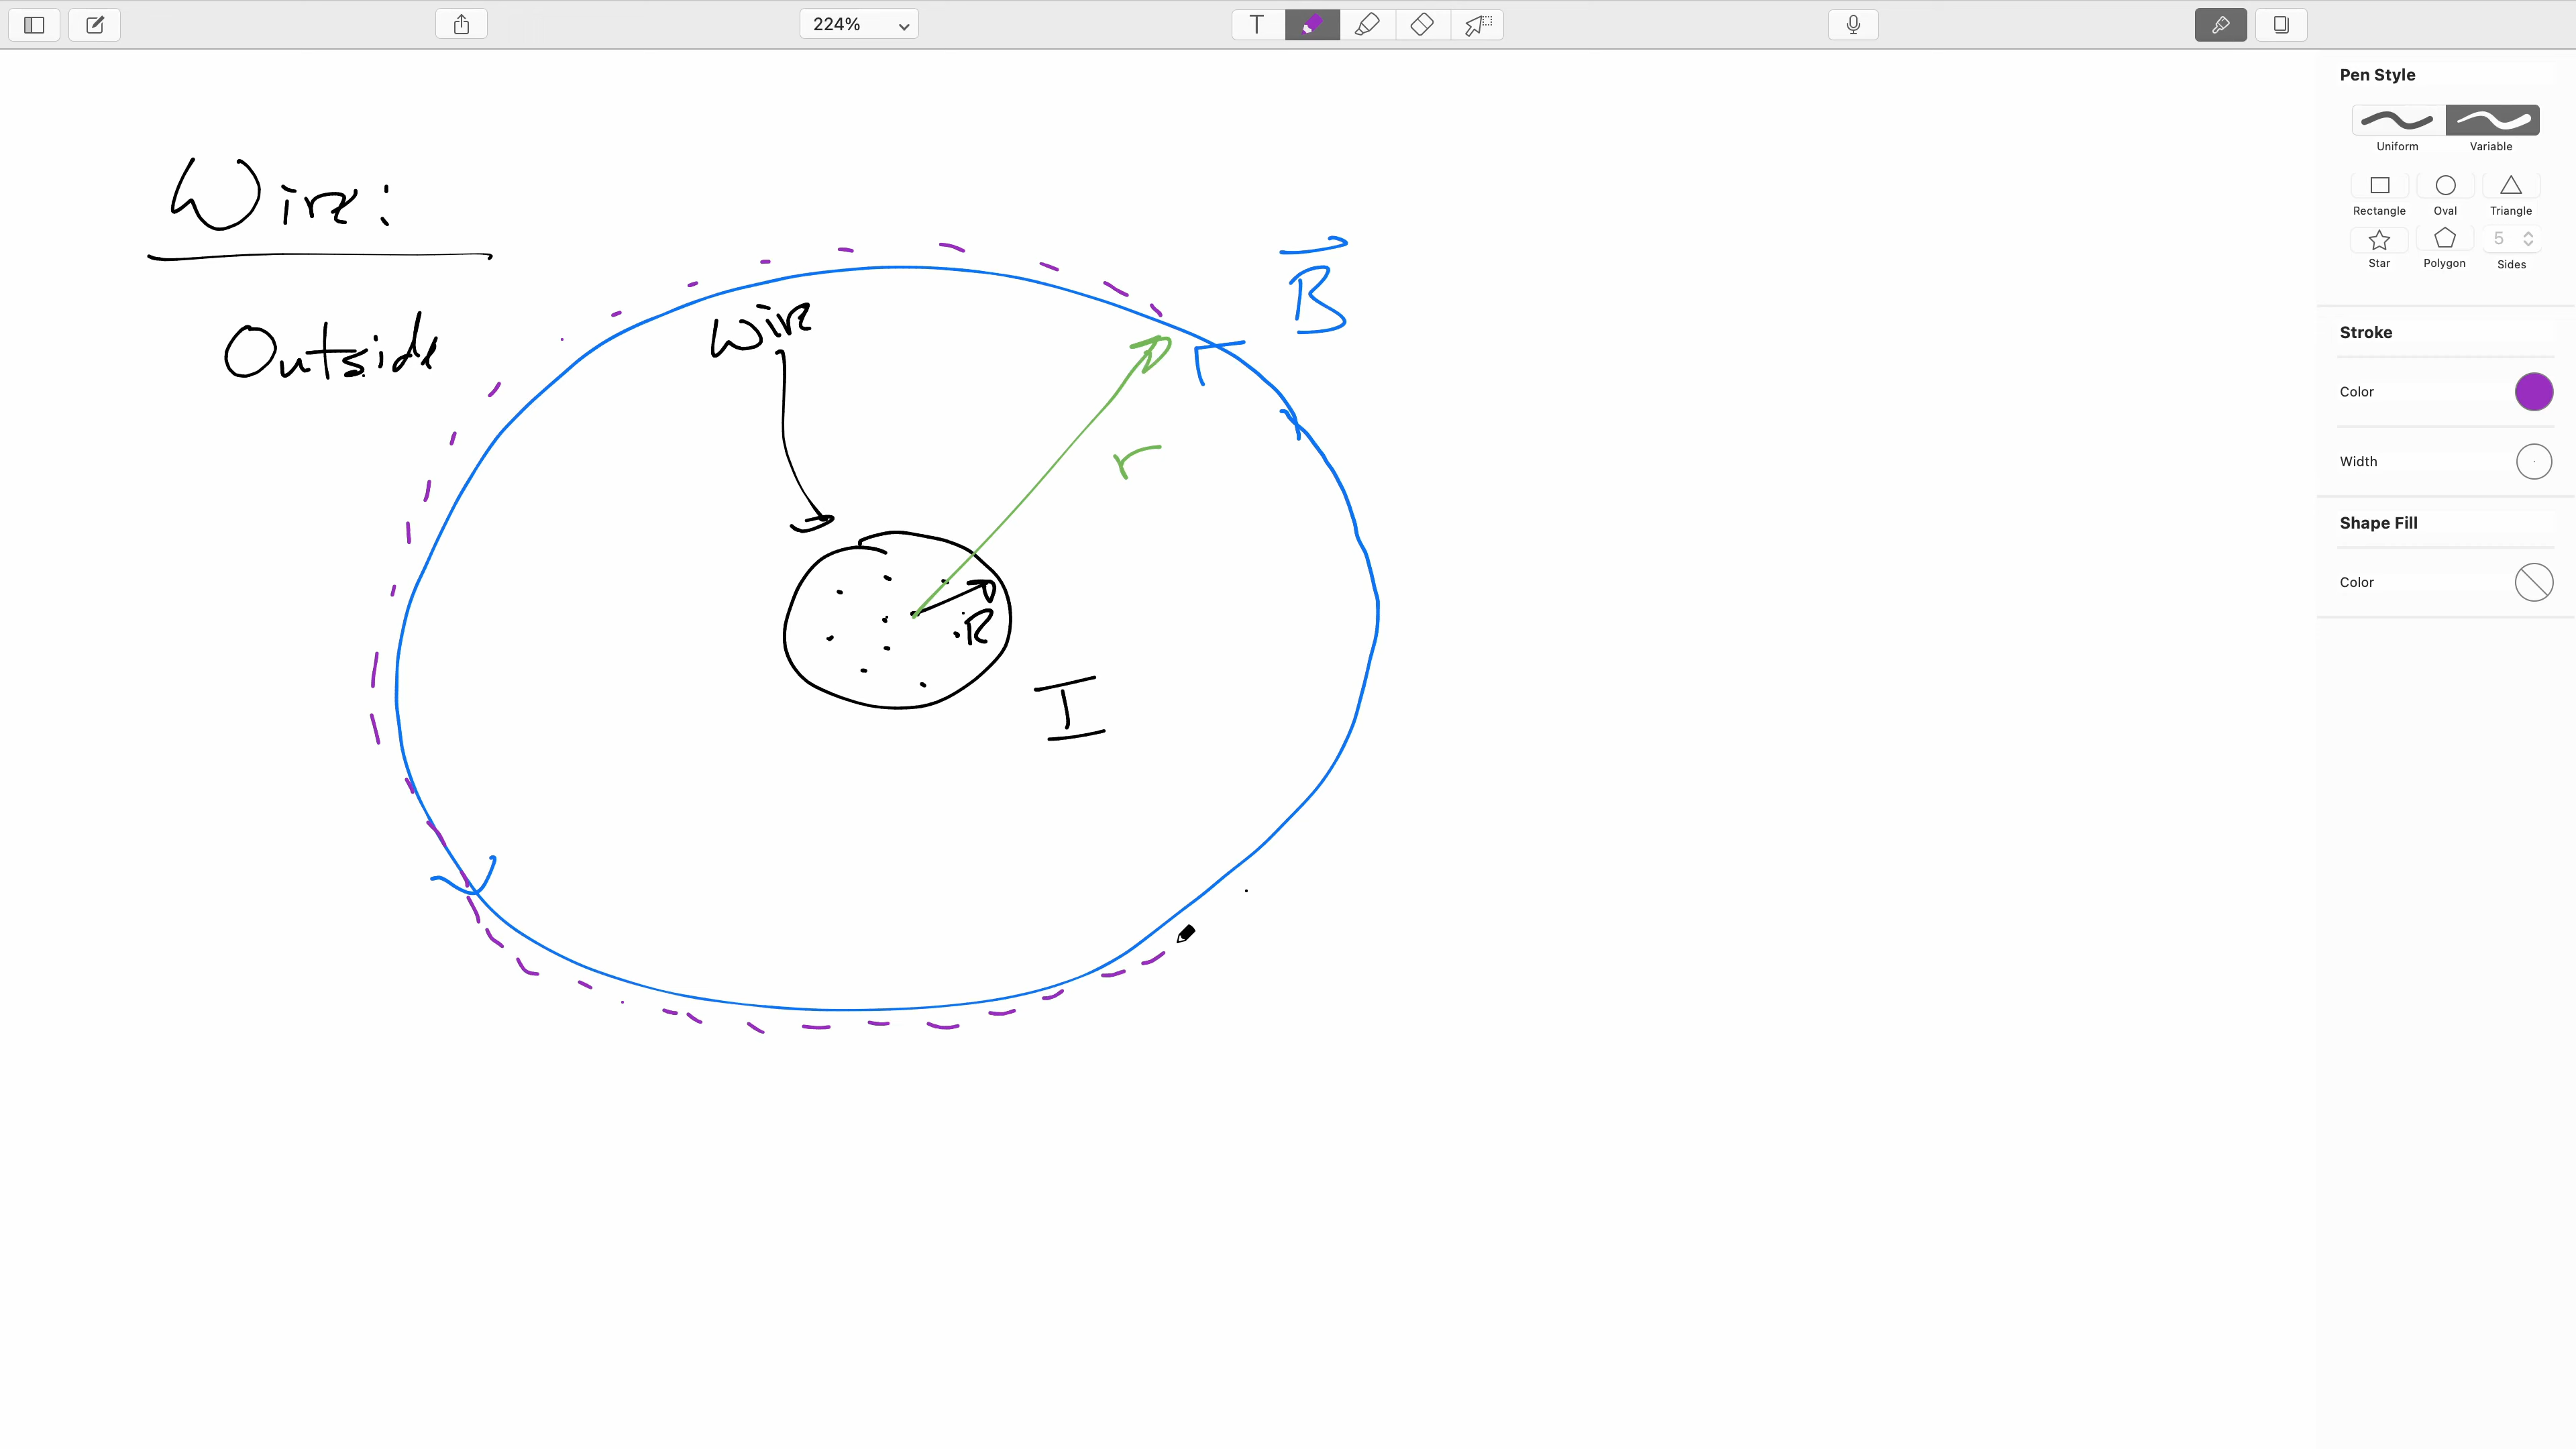 224%
T
Pen Style
Uniform
Variable
Rectangle
Oval
Triangle
5
Star
Polygon
Sides
Stroke
Color
Width
Shape Fill
Color
Wire:
Outside
Wire
B
r
R
I